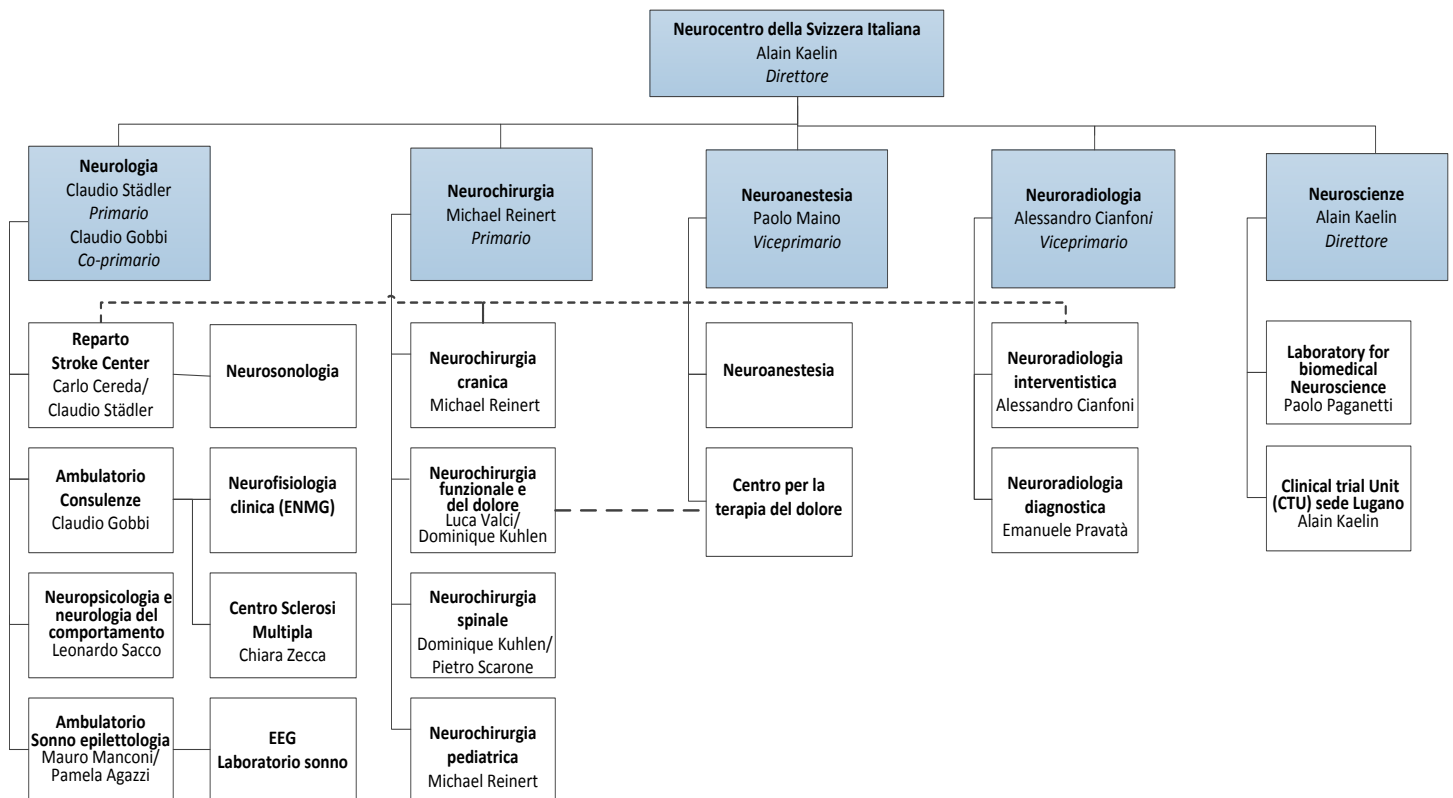 Neurocentro della Svizzera Italiana
Alain Kaelin
Direttore
Neurologia
Claudio Städler
Primario
Claudio Gobbi
Co-primario
Neurochirurgia
Michael Reinert
Primario
Neuroanestesia
Paolo Maino
Viceprimario
Neuroradiologia
Alessandro Cianfoni
Viceprimario
Neuroscienze
Alain Kaelin
Direttore
Reparto
Stroke Center
Carlo Cereda/
Claudio Städler
Neurosonologia
Neurochirurgia
cranica
Michael Reinert
Neuroanestesia
Neuroradiologia
interventistica
Alessandro Cianfoni
Laboratory for
biomedical
Neuroscience
Paolo Paganetti
Ambulatorio
Consulenze
Claudio Gobbi
Neurofisiologia
clinica (ENMG)
Neurochirurgia
funzionale e
del dolore
Luca Valci/
Dominique Kuhlen
Centro per la
terapia del dolore
Neuroradiologia
diagnostica
Emanuele Pravatà
Clinical trial Unit
(CTU) sede Lugano
Alain Kaelin
Neuropsicologia e
neurologia del
comportamento
Leonardo Sacco
Centro Sclerosi
Multipla
Chiara Zecca
Neurochirurgia
spinale
Dominique Kuhlen/
Pietro Scarone
Ambulatorio
Sonno epilettologia
Mauro Manconi/
Pamela Agazzi
EEG
Laboratorio sonno
Neurochirurgia
pediatrica
Michael Reinert